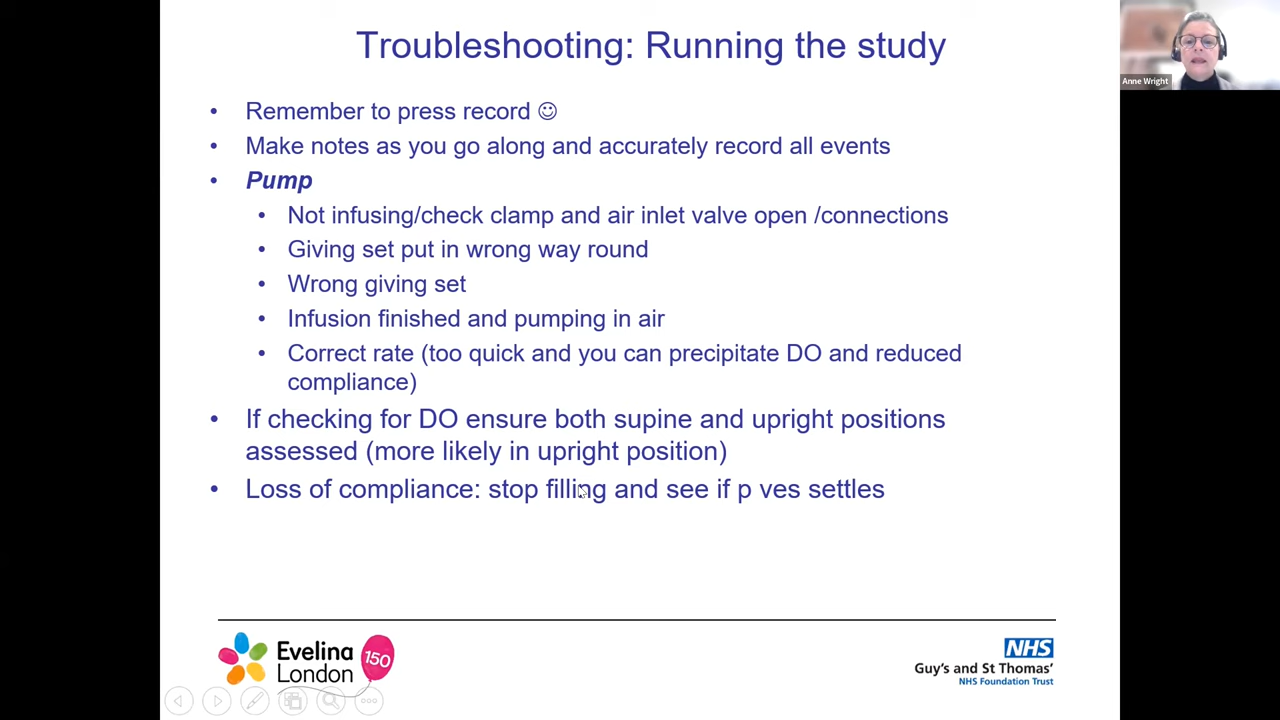 Troubleshooting: Running the study
Anne Wright
• Remember to press record ☺
• Make notes as you go along and accurately record all events
• Pump
• Not infusing/check clamp and air inlet valve open /connections
• Giving set put in wrong way round
• Wrong giving set
• Infusion finished and pumping in air
• Correct rate (too quick and you can precipitate DO and reduced
compliance)
• If checking for DO ensure both supine and upright positions
assessed (more likely in upright position)
• Loss of compliance: stop filling and see if p ves settles
Evelina
London
150
NHS
Guy's and St Thomas'
NHS Foundation Trust